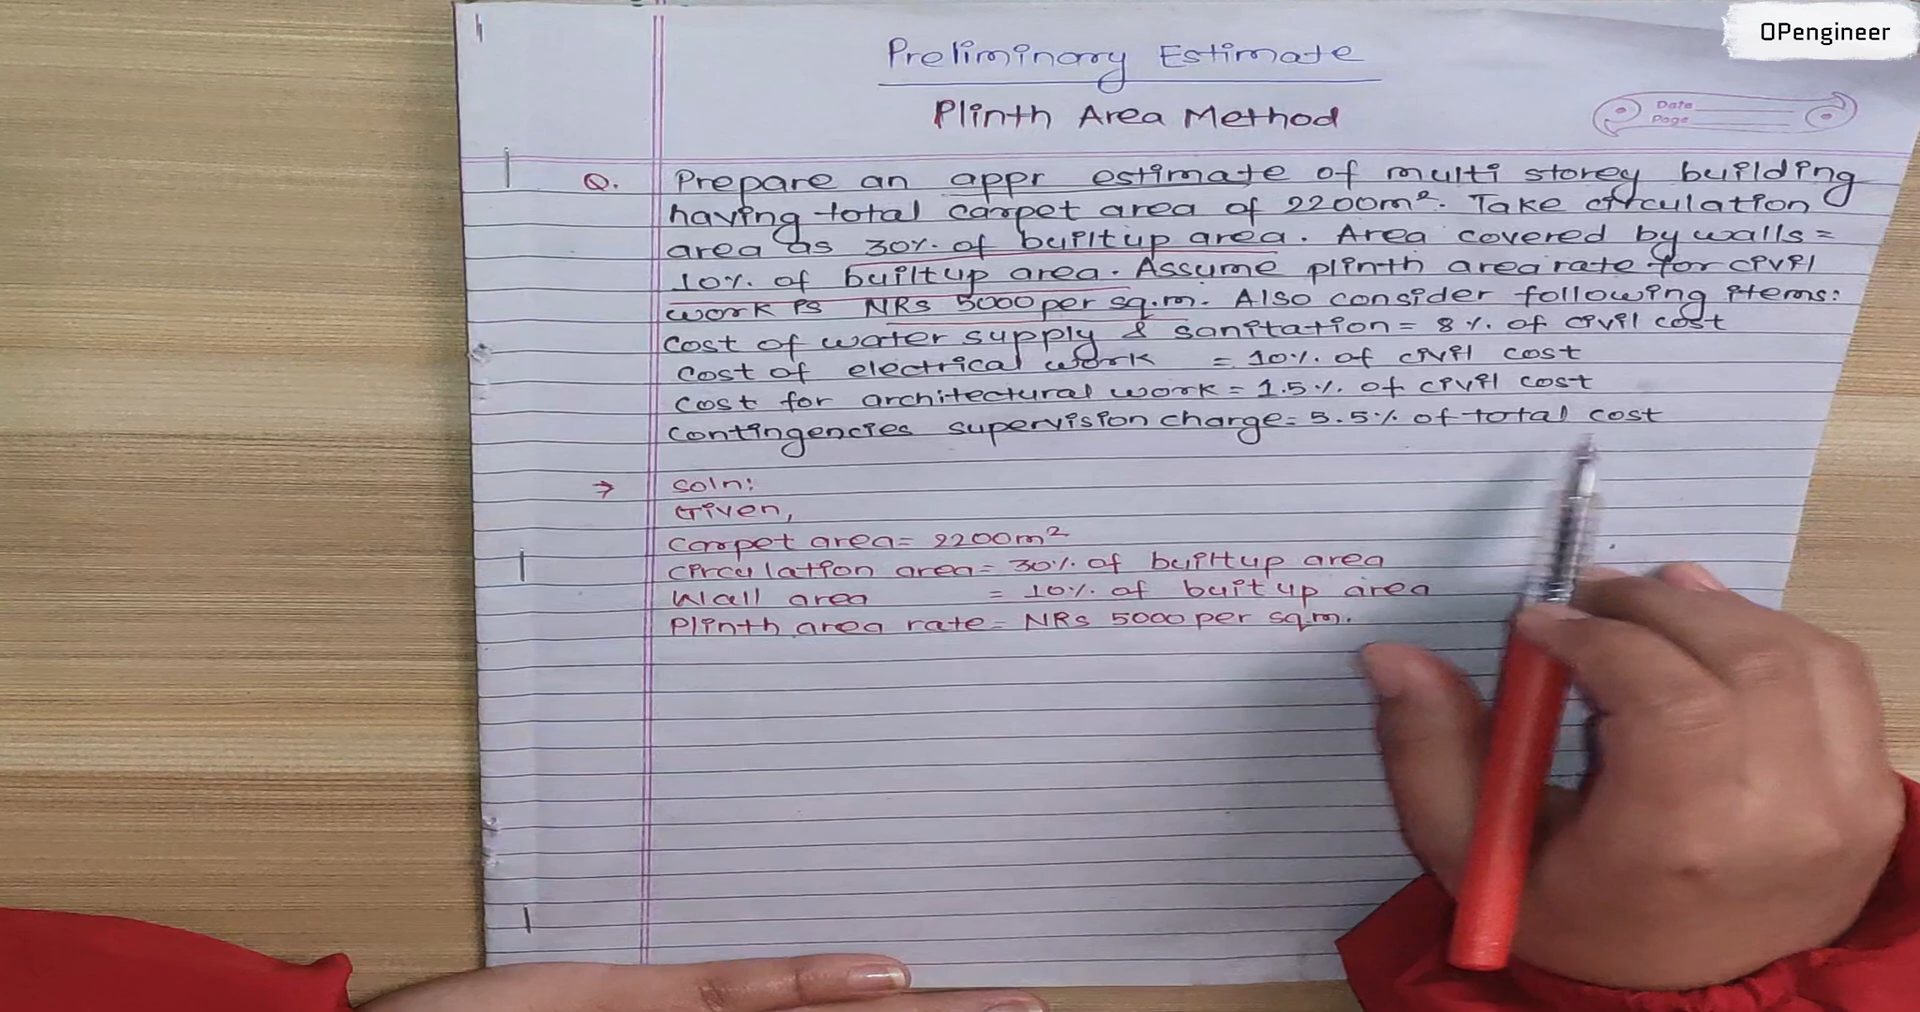 OPengineer
Preliminary Estimate
Plinth Area Method
Date
Page
Q. Prepare an appr estimate of multi storey building
having total carpet area of 2200m². Take circulation
area as 30% of builtup area. Area covered by walls =
10% of builtup area. Assume plinth area rate for civil
work is NRs 5000 per sq.m. Also consider following items:
Cost of water supply & sanitation = 8% of civil cost
Cost of electrical work = 10% of civil cost
Cost for architectural work = 1.5% of civil cost
Contingencies supervision charge = 5.5% of total cost
→ Soln:
Given,
Carpet area = 2200m²
Circulation area = 30% of builtup area
Wall area = 10% of builtup area
Plinth area rate = NRs 5000 per sq.m.